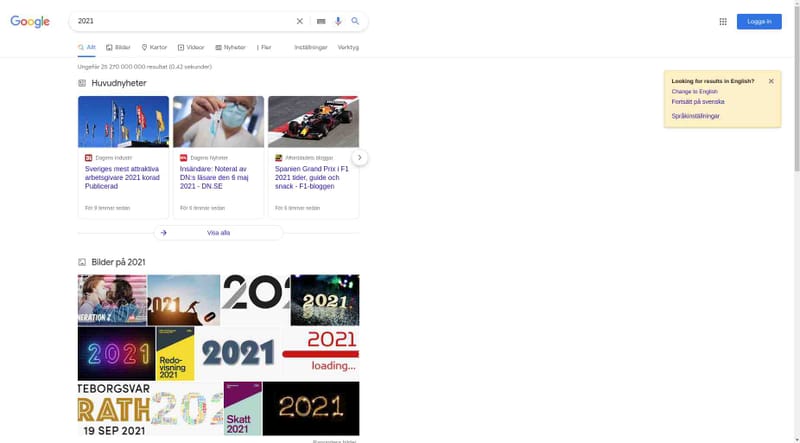 Google
2021
Logga in
Allt Bilder Kartor Videor Nyheter Fler Inställningar Verktyg
Ungefär 25 270 000 000 resultat (0,42 sekunder)
Looking for results in English?
Change to English
Fortsätt på svenska
Språkinställningar
Huvudnyheter
Dagens industri
Sveriges mest attraktiva
arbetsgivare 2021 korad
Publicerad
För 9 timmar sedan
Dagens Nyheter
Insändare: Noterat av
DN:s läsare den 6 maj
2021 - DN.SE
För 6 timmar sedan
Aftonbladets bloggar
Spanien Grand Prix i F1
2021 tider, guide och
snack - F1-bloggen
För 6 timmar sedan
Visa alla
Bilder på 2021
2021
2021
2021
Redo-
visning
2021
2021
2021
loading...
TEBORGSVAR
RATH
19 SEP 2021
202
Skatt
2021
2021